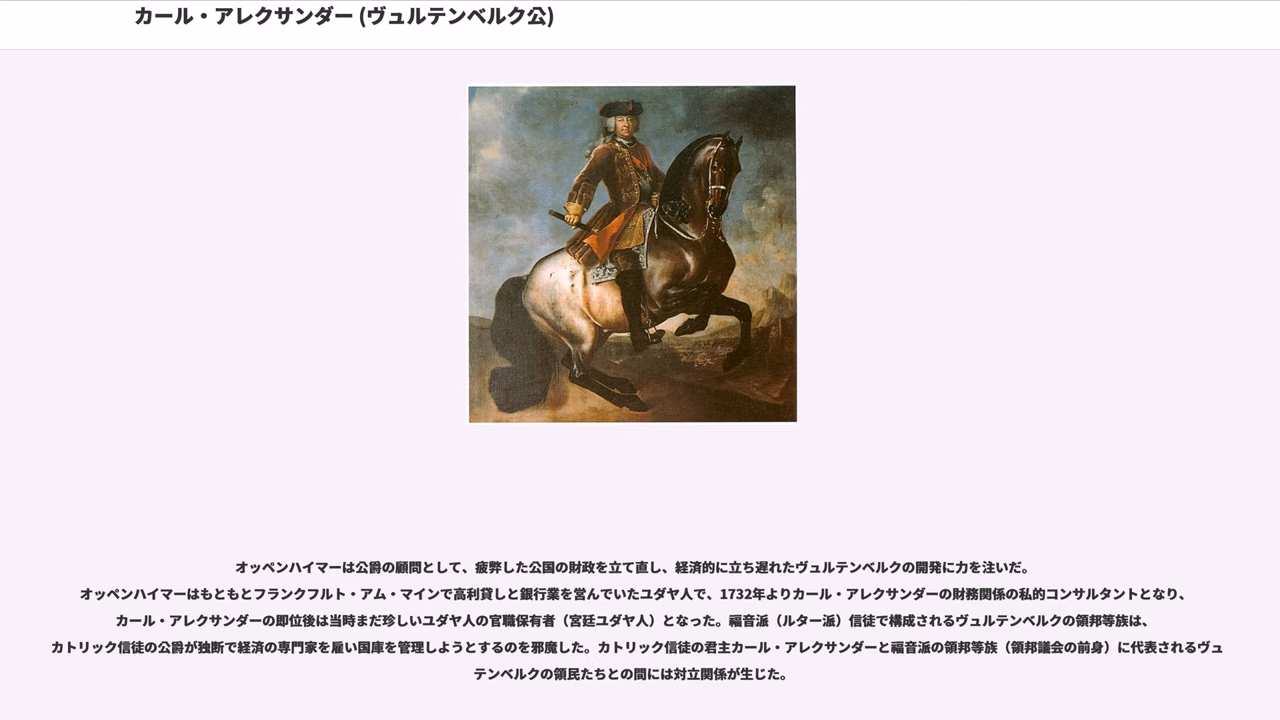 カール・アレクサンダー (ヴュルテンベルク公)
オッペンハイマーは公爵の顧問として、疲弊した公国の財政を立て直し、経済的に立ち遅れたヴュルテンベルクの開発に力を注いだ。
オッペンハイマーはもともとフランクフルト・アム・マインで高利貸しと銀行業を営んでいたユダヤ人で、1732年よりカール・アレクサンダーの財務関係の私的コンサルタントとなり、
カール・アレクサンダーの即位後は当時まだ珍しいユダヤ人の官職保有者（宮廷ユダヤ人）となった。福音派（ルター派）信徒で構成されるヴュルテンベルクの領邦等族は、
カトリック信徒の公爵が独断で経済の専門家を雇い国庫を管理しようとするのを邪魔した。カトリック信徒の君主カール・アレクサンダーと福音派の領邦等族（領邦議会の前身）に代表されるヴュ
テンベルクの領民たちとの間には対立関係が生じた。